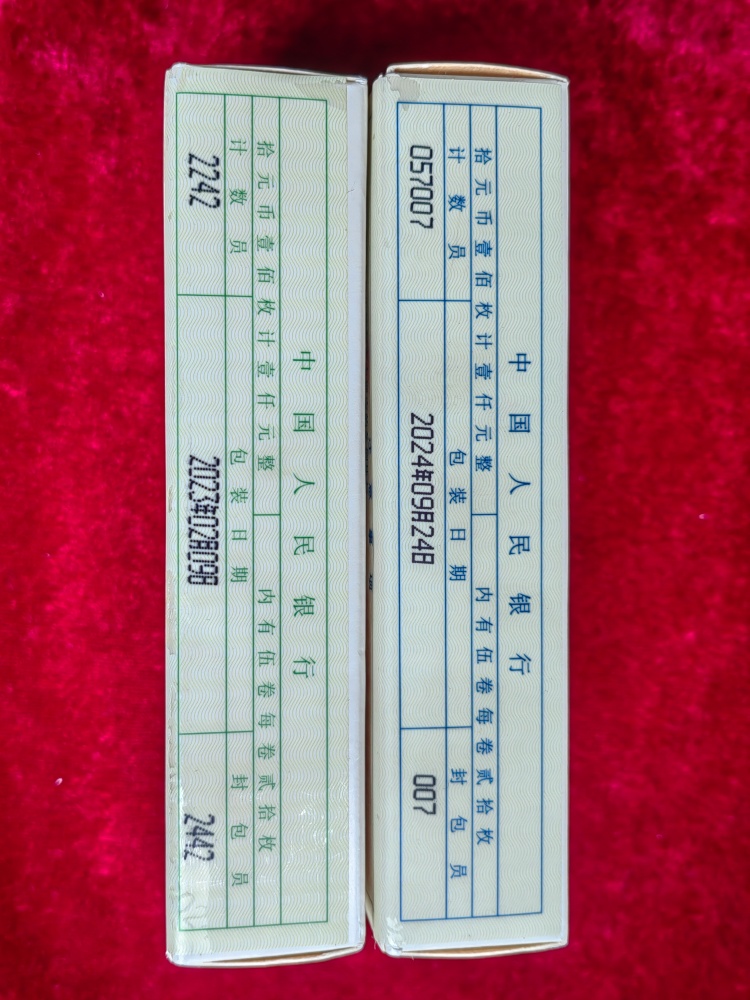 中国人民银行
拾元币壹佰枚计壹仟元整 内有伍卷每卷贰拾枚
计数员 包装日期 封包员
2242 2023年02月09日 2442
中国人民银行
拾元币壹佰枚计壹仟元整 内有伍卷每卷贰拾枚
计数员 包装日期 封包员
057007 2024年09月24日 007